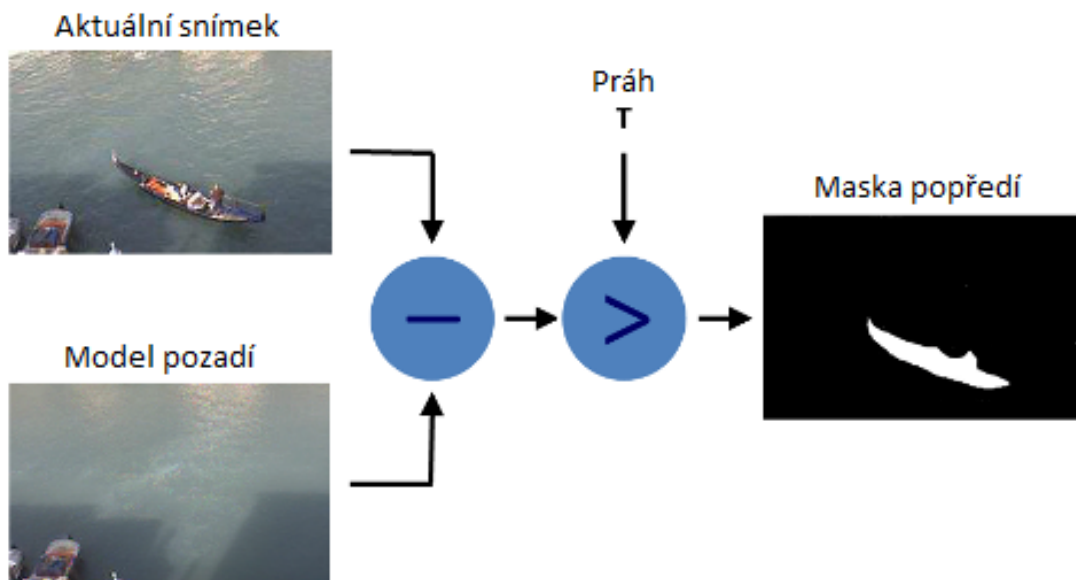 Aktuální snímek
Práh
T
Maska popředí
−
>
Model pozadí